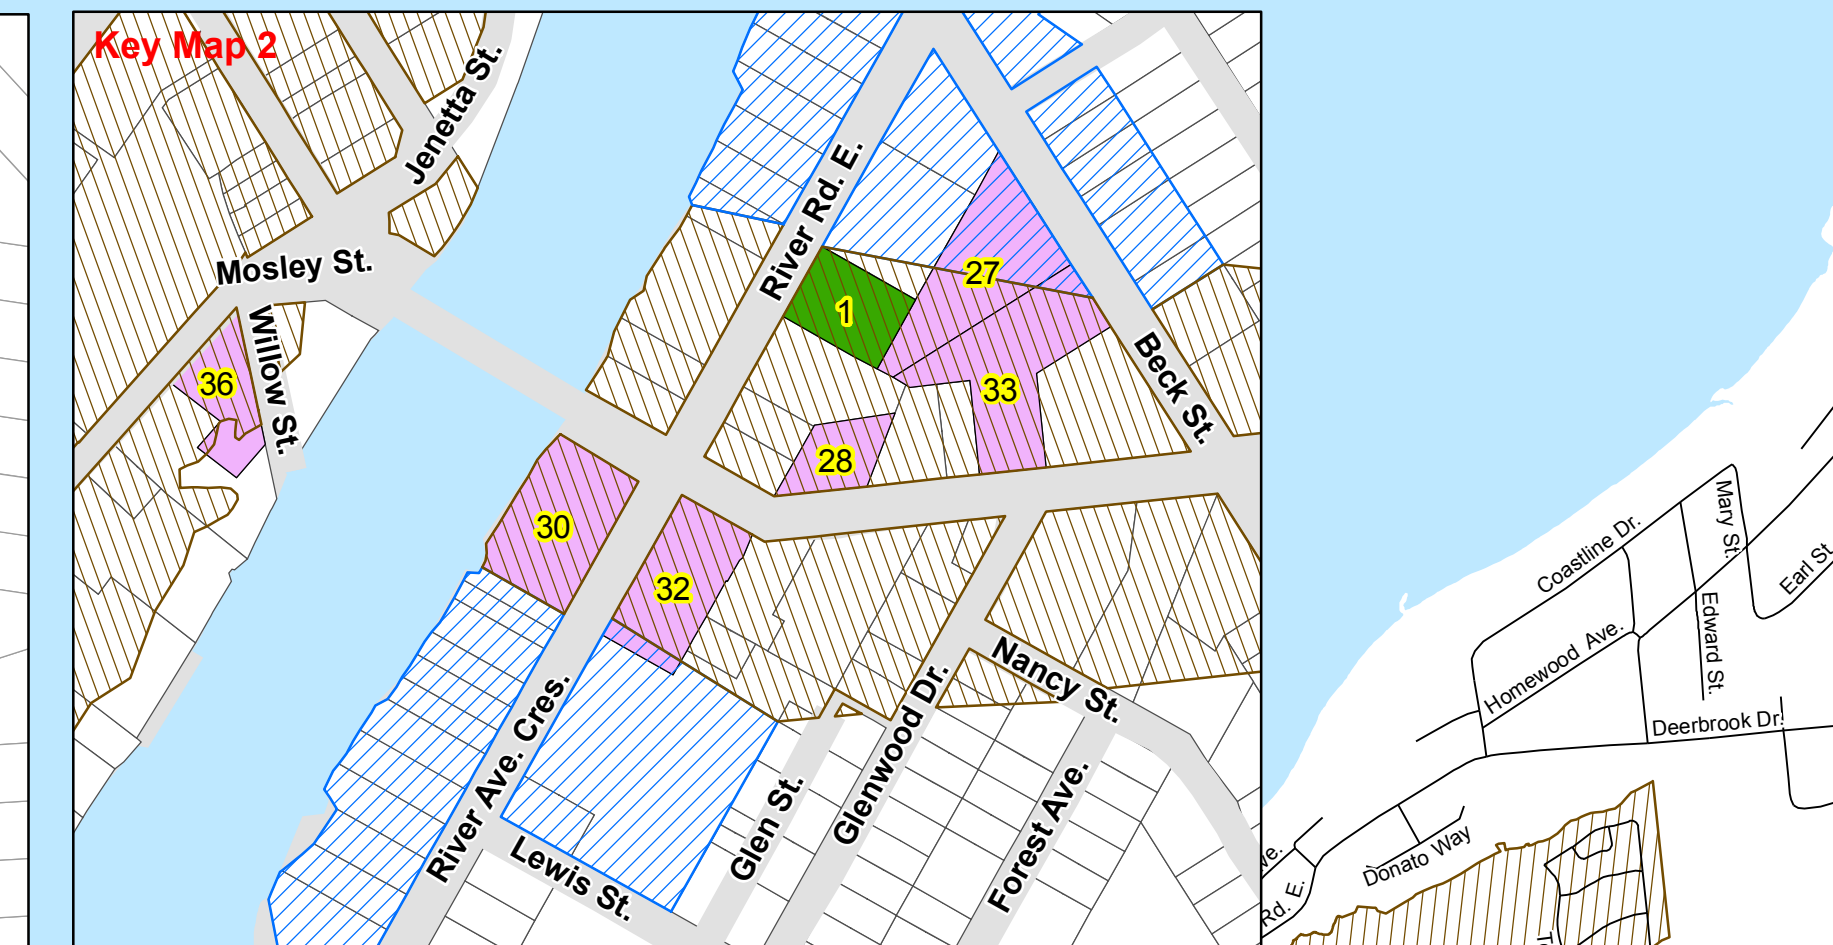 Key Map 2
Jenetta St.
Mosley St.
Willow St.
36
River Rd. E.
27
1
33
Beck St.
28
30
32
River Ave. Cres.
Lewis St.
Glen St.
Glenwood Dr.
Nancy St.
Forest Ave.
Coastline Dr.
Mary St.
Earl St
Homewood Ave.
Edward St.
Deerbrook Dr.
Donato Way
ve.
Rd. E.